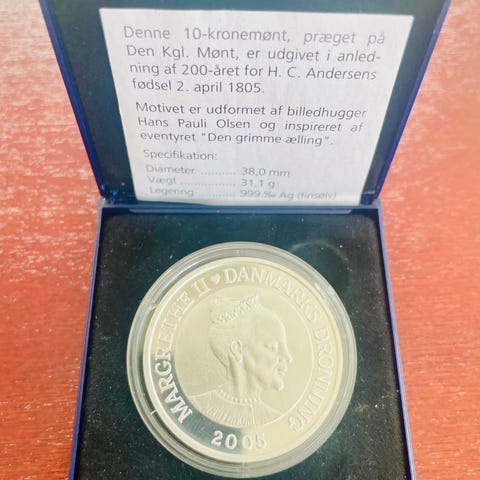 Denne 10-kronemønt, præget på
Den Kgl. Mønt, er udgivet i anled-
ning af 200-året for H. C. Andersens
fødsel 2. april 1805.
Motivet er udformet af billedhugger
Hans Pauli Olsen og inspireret af
eventyret "Den grimme ælling".
Specifikation:
Diameter ........... 38,0 mm
Vægt ................. 31,1 g
Legering ............ 999 ‰ Ag (finsølv)
MARGRETHE II ♥ DANMARKS DRONNING
2005